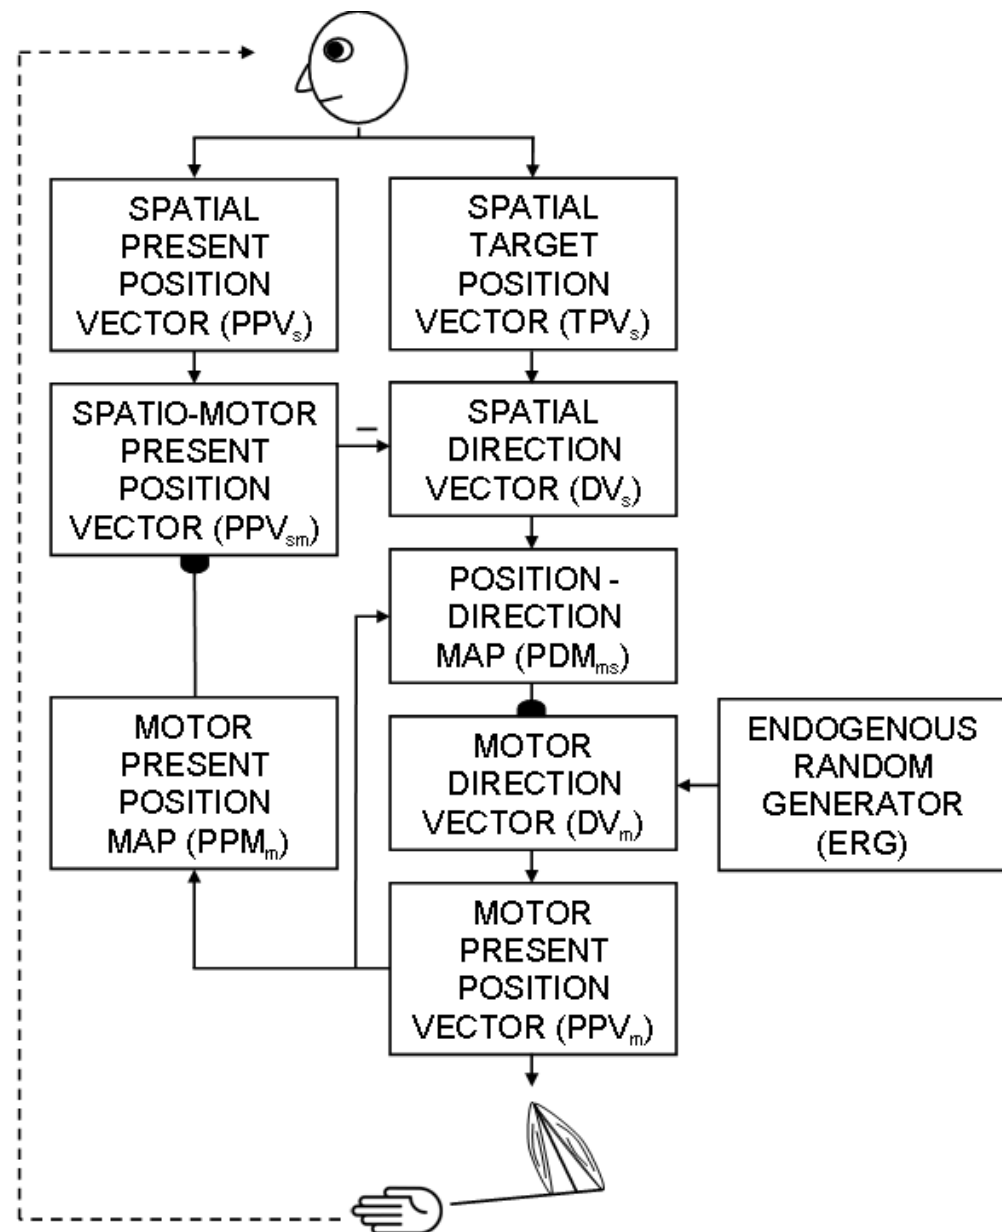 SPATIAL
PRESENT
POSITION
VECTOR (PPVs)
SPATIAL
TARGET
POSITION
VECTOR (TPVs)
SPATIO-MOTOR
PRESENT
POSITION
VECTOR (PPVsm)
–
SPATIAL
DIRECTION
VECTOR (DVs)
POSITION -
DIRECTION
MAP (PDMms)
MOTOR
PRESENT
POSITION
MAP (PPMm)
MOTOR
DIRECTION
VECTOR (DVm)
ENDOGENOUS
RANDOM
GENERATOR
(ERG)
MOTOR
PRESENT
POSITION
VECTOR (PPVm)